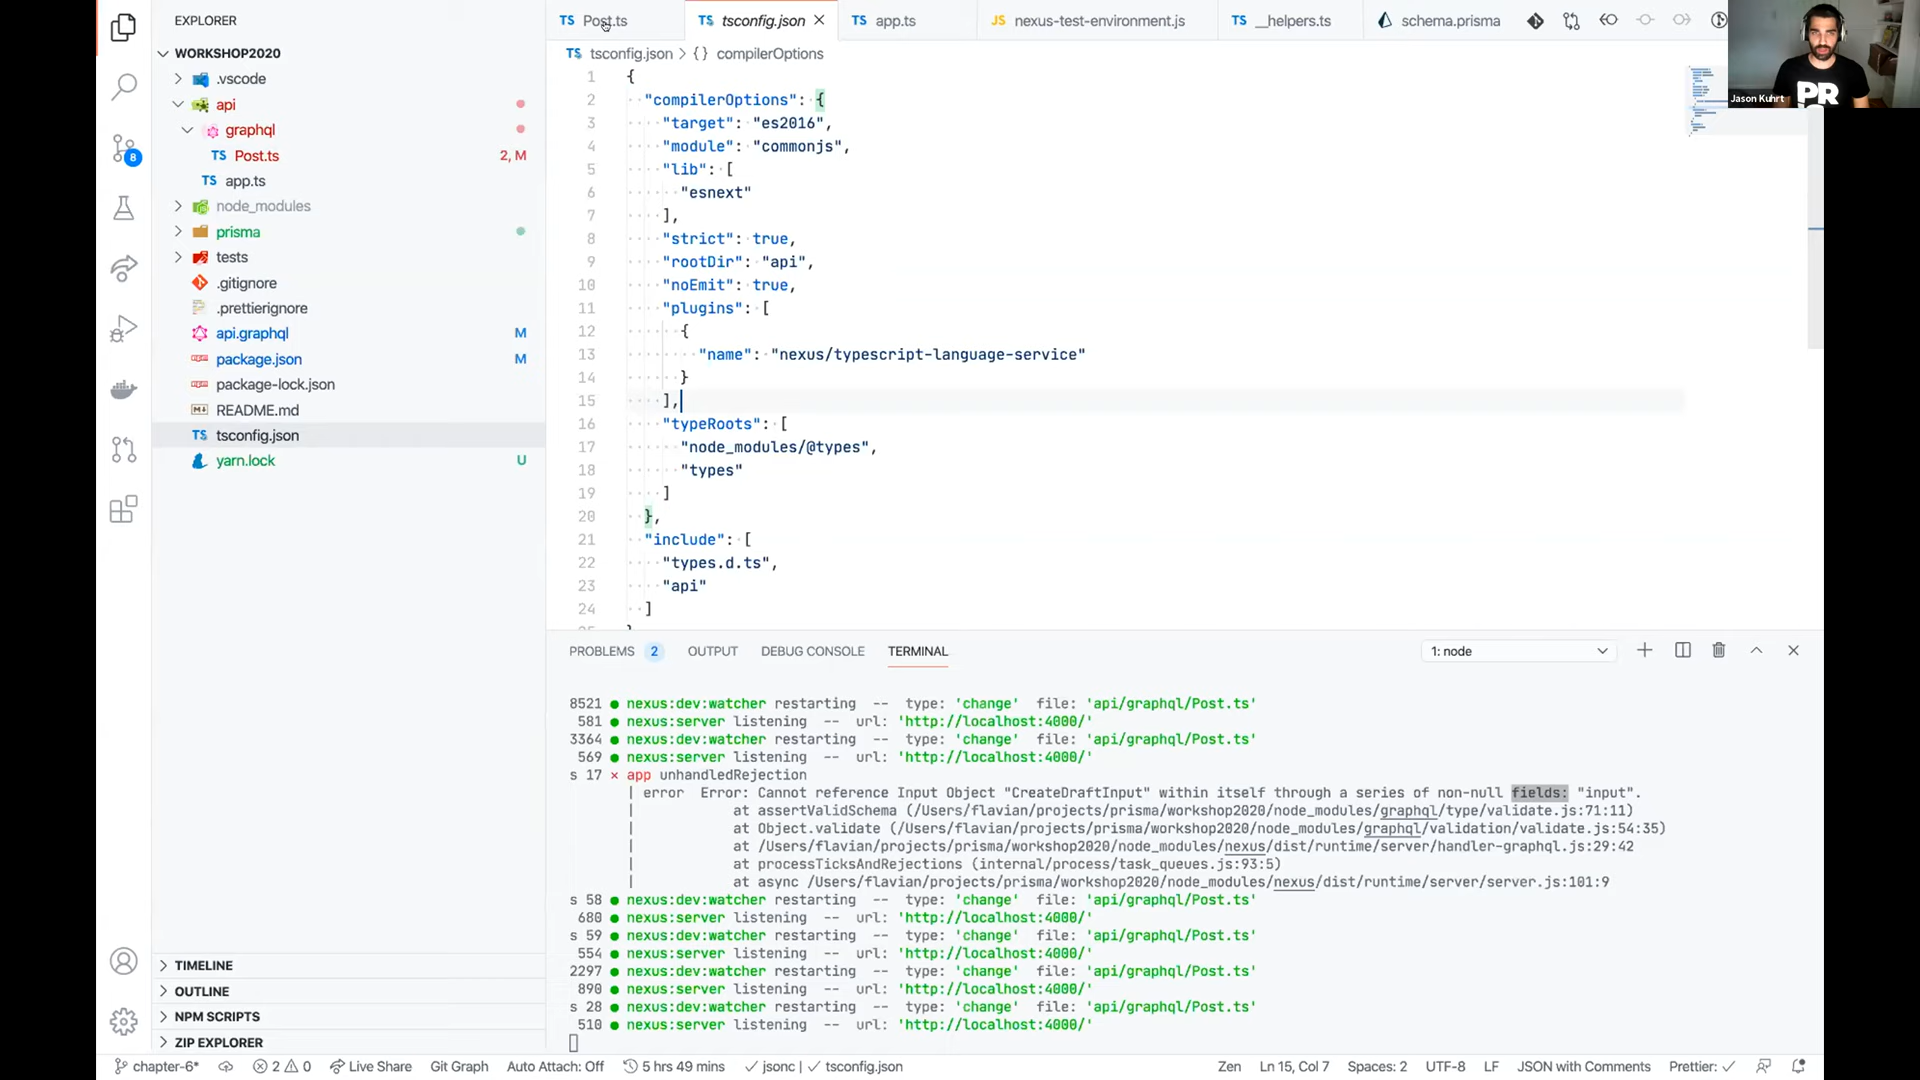 EXPLORER
WORKSHOP2020
.vscode
api
graphql
Post.ts 2, M
app.ts
node_modules
prisma
tests
.gitignore
.prettierignore
api.graphql M
package.json M
package-lock.json
README.md
tsconfig.json
yarn.lock U
TIMELINE
OUTLINE
NPM SCRIPTS
ZIP EXPLORER
8
TS Post.ts
TS tsconfig.json
TS app.ts
JS nexus-test-environment.js
TS __helpers.ts
schema.prisma
TS tsconfig.json > {} compilerOptions
1 {
2 "compilerOptions": {
3 "target": "es2016",
4 "module": "commonjs",
5 "lib": [
6 "esnext"
7 ],
8 "strict": true,
9 "rootDir": "api",
10 "noEmit": true,
11 "plugins": [
12 {
13 "name": "nexus/typescript-language-service"
14 }
15 ],
16 "typeRoots": [
17 "node_modules/@types",
18 "types"
19 ]
20 },
21 "include": [
22 "types.d.ts",
23 "api"
24 ]
Jason Kuhrt
PR
PROBLEMS 2 OUTPUT DEBUG CONSOLE TERMINAL 1: node
8521 ● nexus:dev:watcher restarting -- type: 'change' file: 'api/graphql/Post.ts'
581 ● nexus:server listening -- url: 'http://localhost:4000/'
3364 ● nexus:dev:watcher restarting -- type: 'change' file: 'api/graphql/Post.ts'
569 ● nexus:server listening -- url: 'http://localhost:4000/'
s 17 × app unhandledRejection
| error Error: Cannot reference Input Object "CreateDraftInput" within itself through a series of non-null fields: "input".
| at assertValidSchema (/Users/flavian/projects/prisma/workshop2020/node_modules/graphql/type/validate.js:71:11)
| at Object.validate (/Users/flavian/projects/prisma/workshop2020/node_modules/graphql/validation/validate.js:54:35)
| at /Users/flavian/projects/prisma/workshop2020/node_modules/nexus/dist/runtime/server/handler-graphql.js:29:42
| at processTicksAndRejections (internal/process/task_queues.js:93:5)
| at async /Users/flavian/projects/prisma/workshop2020/node_modules/nexus/dist/runtime/server/server.js:101:9
s 58 ● nexus:dev:watcher restarting -- type: 'change' file: 'api/graphql/Post.ts'
680 ● nexus:server listening -- url: 'http://localhost:4000/'
s 59 ● nexus:dev:watcher restarting -- type: 'change' file: 'api/graphql/Post.ts'
554 ● nexus:server listening -- url: 'http://localhost:4000/'
2297 ● nexus:dev:watcher restarting -- type: 'change' file: 'api/graphql/Post.ts'
890 ● nexus:server listening -- url: 'http://localhost:4000/'
s 28 ● nexus:dev:watcher restarting -- type: 'change' file: 'api/graphql/Post.ts'
510 ● nexus:server listening -- url: 'http://localhost:4000/'
chapter-6* 2 0 Live Share Git Graph Auto Attach: Off 5 hrs 49 mins jsonc | tsconfig.json Zen Ln 15, Col 7 Spaces: 2 UTF-8 LF JSON with Comments Prettier: